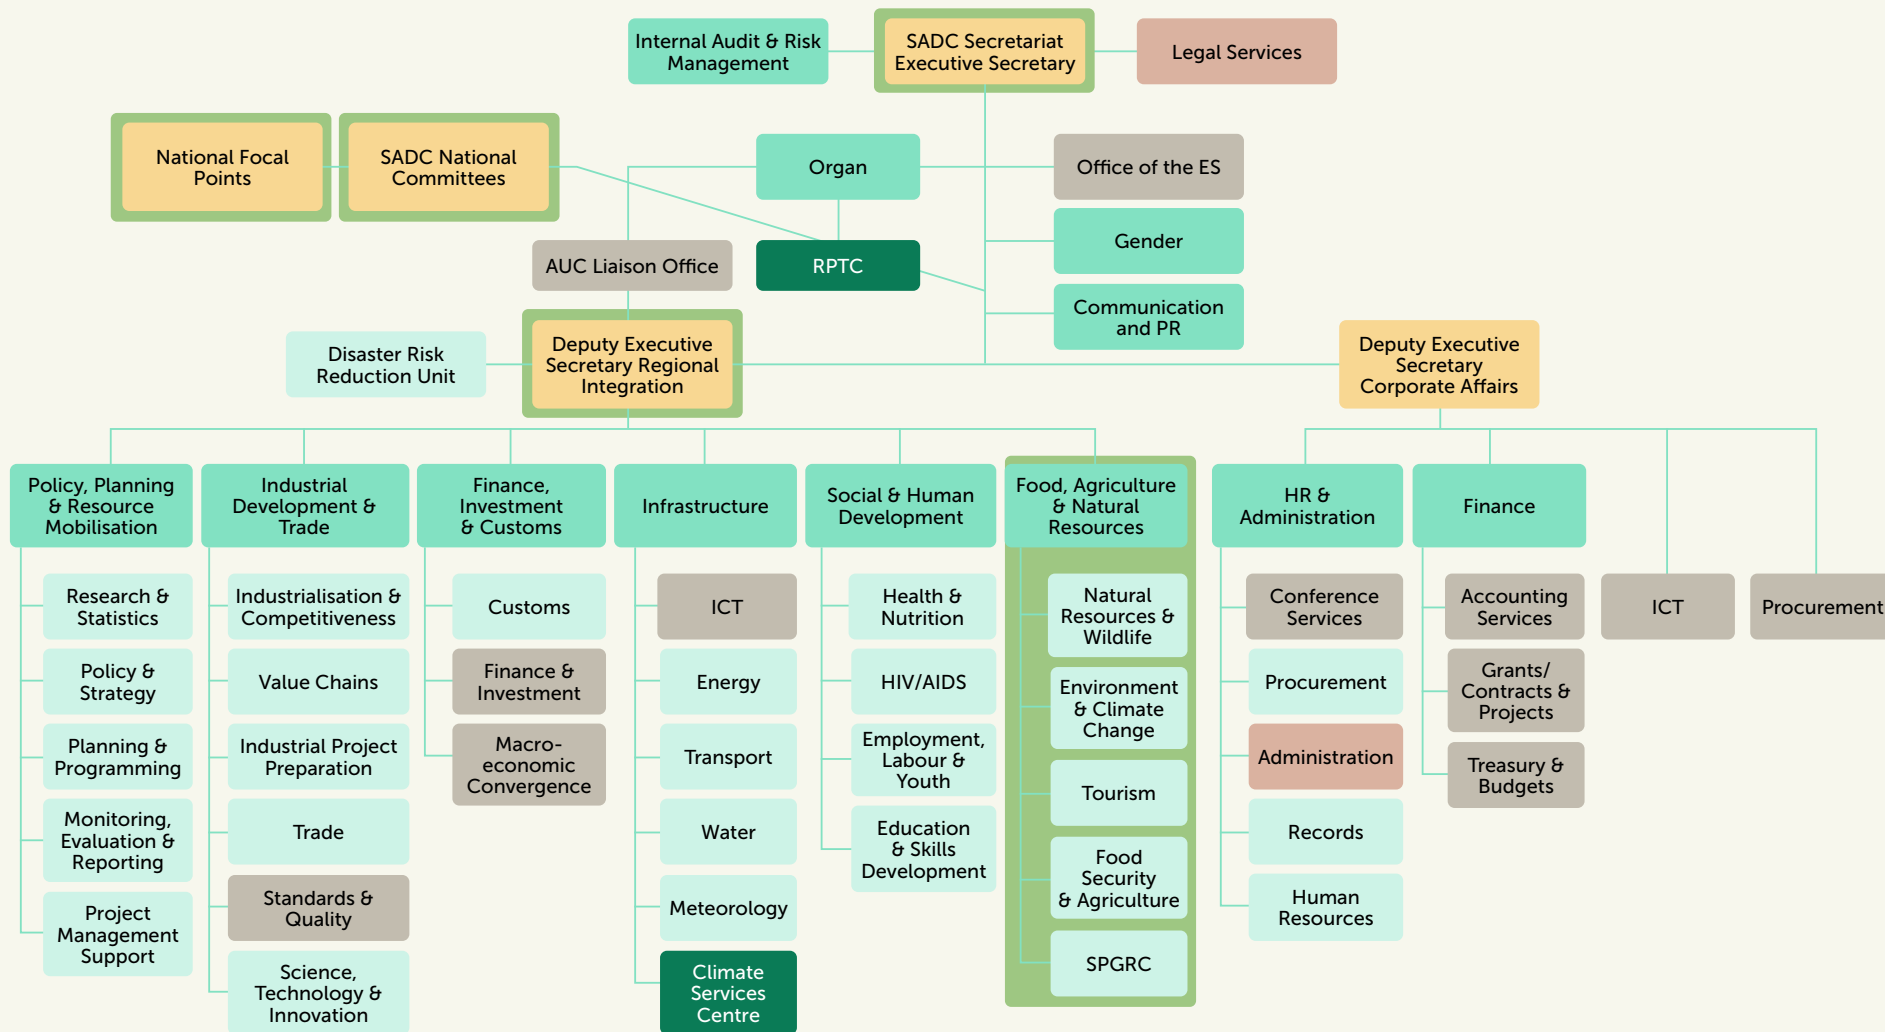 Internal Audit & Risk
Management
SADC Secretariat
Executive Secretary
Legal Services
National Focal
Points
SADC National
Committees
Organ
Office of the ES
Gender
AUC Liaison Office
RPTC
Communication
and PR
Disaster Risk
Reduction Unit
Deputy Executive
Secretary Regional
Integration
Deputy Executive
Secretary
Corporate Affairs
Policy, Planning
& Resource
Mobilisation
Industrial
Development &
Trade
Finance,
Investment
& Customs
Infrastructure
Social & Human
Development
Food, Agriculture
& Natural
Resources
HR &
Administration
Finance
Research &
Statistics
Policy &
Strategy
Planning &
Programming
Monitoring,
Evaluation &
Reporting
Project
Management
Support
Industrialisation &
Competitiveness
Value Chains
Industrial Project
Preparation
Trade
Standards &
Quality
Science,
Technology &
Innovation
Customs
Finance &
Investment
Macro-
economic
Convergence
ICT
Energy
Transport
Water
Meteorology
Climate
Services
Centre
Health &
Nutrition
HIV/AIDS
Employment,
Labour &
Youth
Education
& Skills
Development
Natural
Resources &
Wildlife
Environment
& Climate
Change
Tourism
Food
Security
& Agriculture
SPGRC
Conference
Services
Procurement
Administration
Records
Human
Resources
Accounting
Services
Grants/
Contracts &
Projects
Treasury &
Budgets
ICT
Procurement